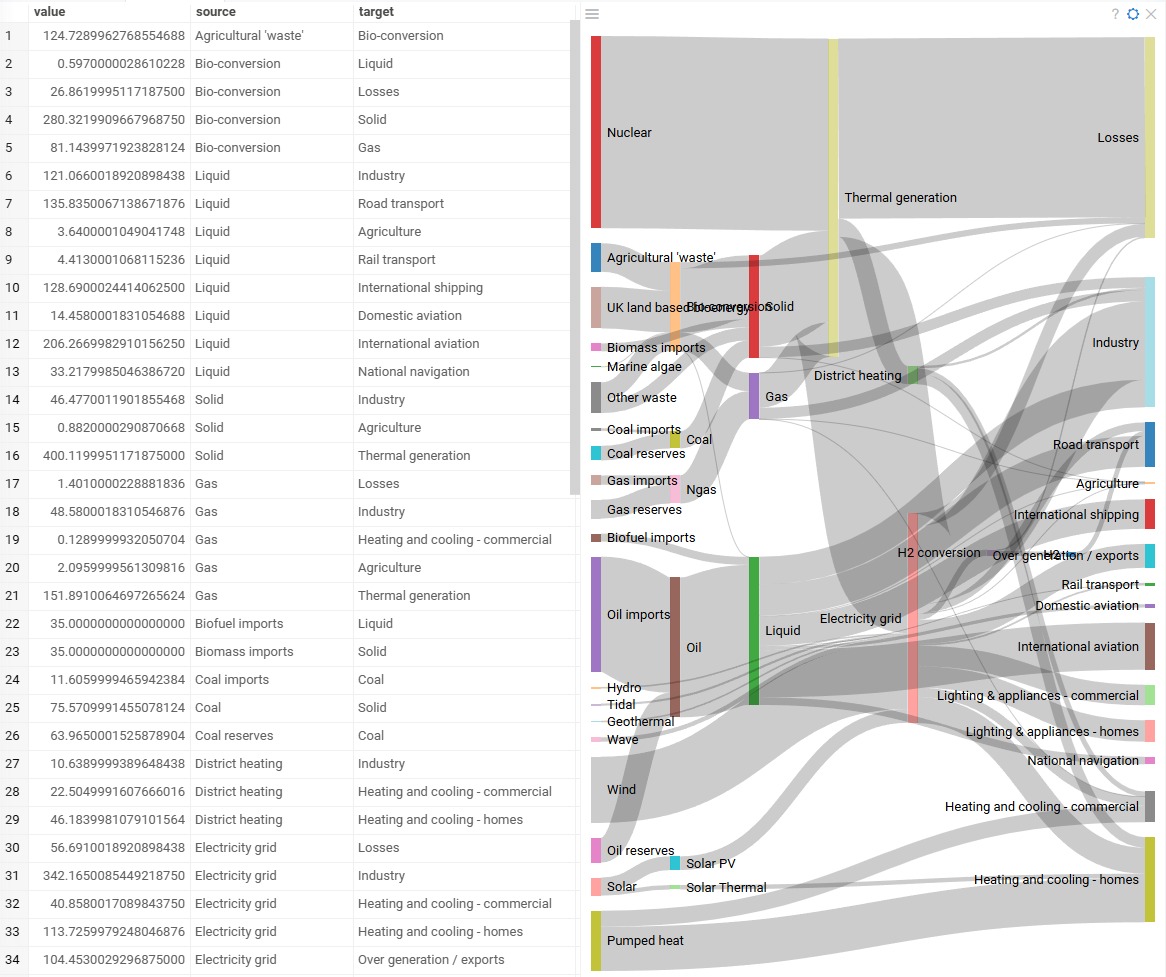 value source target
1 124.7289962768554688 Agricultural 'waste' Bio-conversion
2 0.5970000028610228 Bio-conversion Liquid
3 26.8619995117187500 Bio-conversion Losses
4 280.3219909667968750 Bio-conversion Solid
5 81.1439971923828124 Bio-conversion Gas
6 121.0660018920898438 Liquid Industry
7 135.8350067138671876 Liquid Road transport
8 3.6400001049041748 Liquid Agriculture
9 4.4130001068115236 Liquid Rail transport
10 128.6900024414062500 Liquid International shipping
11 14.4580001831054688 Liquid Domestic aviation
12 206.2669982910156250 Liquid International aviation
13 33.2179985046386720 Liquid National navigation
14 46.4770011901855468 Solid Industry
15 0.8820000290870668 Solid Agriculture
16 400.1199951171875000 Solid Thermal generation
17 1.4010000228881836 Gas Losses
18 48.5800018310546876 Gas Industry
19 0.1289999932050704 Gas Heating and cooling - commercial
20 2.0959999561309816 Gas Agriculture
21 151.8910064697265624 Gas Thermal generation
22 35.0000000000000000 Biofuel imports Liquid
23 35.0000000000000000 Biomass imports Solid
24 11.6059999465942384 Coal imports Coal
25 75.5709991455078124 Coal Solid
26 63.9650001525878904 Coal reserves Coal
27 10.6389999389648438 District heating Industry
28 22.5049991607666016 District heating Heating and cooling - commercial
29 46.1839981079101564 District heating Heating and cooling - homes
30 56.6910018920898438 Electricity grid Losses
31 342.1650085449218750 Electricity grid Industry
32 40.8580017089843750 Electricity grid Heating and cooling - commercial
33 113.7259979248046876 Electricity grid Heating and cooling - homes
34 104.4530029296875000 Electricity grid Over generation / exports
?
Nuclear
Losses
Thermal generation
Agricultural 'waste'
UK land based bioenergy
Bio-conversion
Solid
Industry
Biomass imports
Marine algae
District heating
Other waste
Gas
Coal imports
Coal
Road transport
Coal reserves
Gas imports
Ngas
Agriculture
Gas reserves
International shipping
Biofuel imports
H2 conversion
Over generation / exports
H2
Rail transport
Oil imports
Domestic aviation
Electricity grid
Liquid
Oil
International aviation
Hydro
Lighting & appliances - commercial
Tidal
Geothermal
Lighting & appliances - homes
Wave
National navigation
Wind
Heating and cooling - commercial
Oil reserves
Solar PV
Heating and cooling - homes
Solar
Solar Thermal
Pumped heat